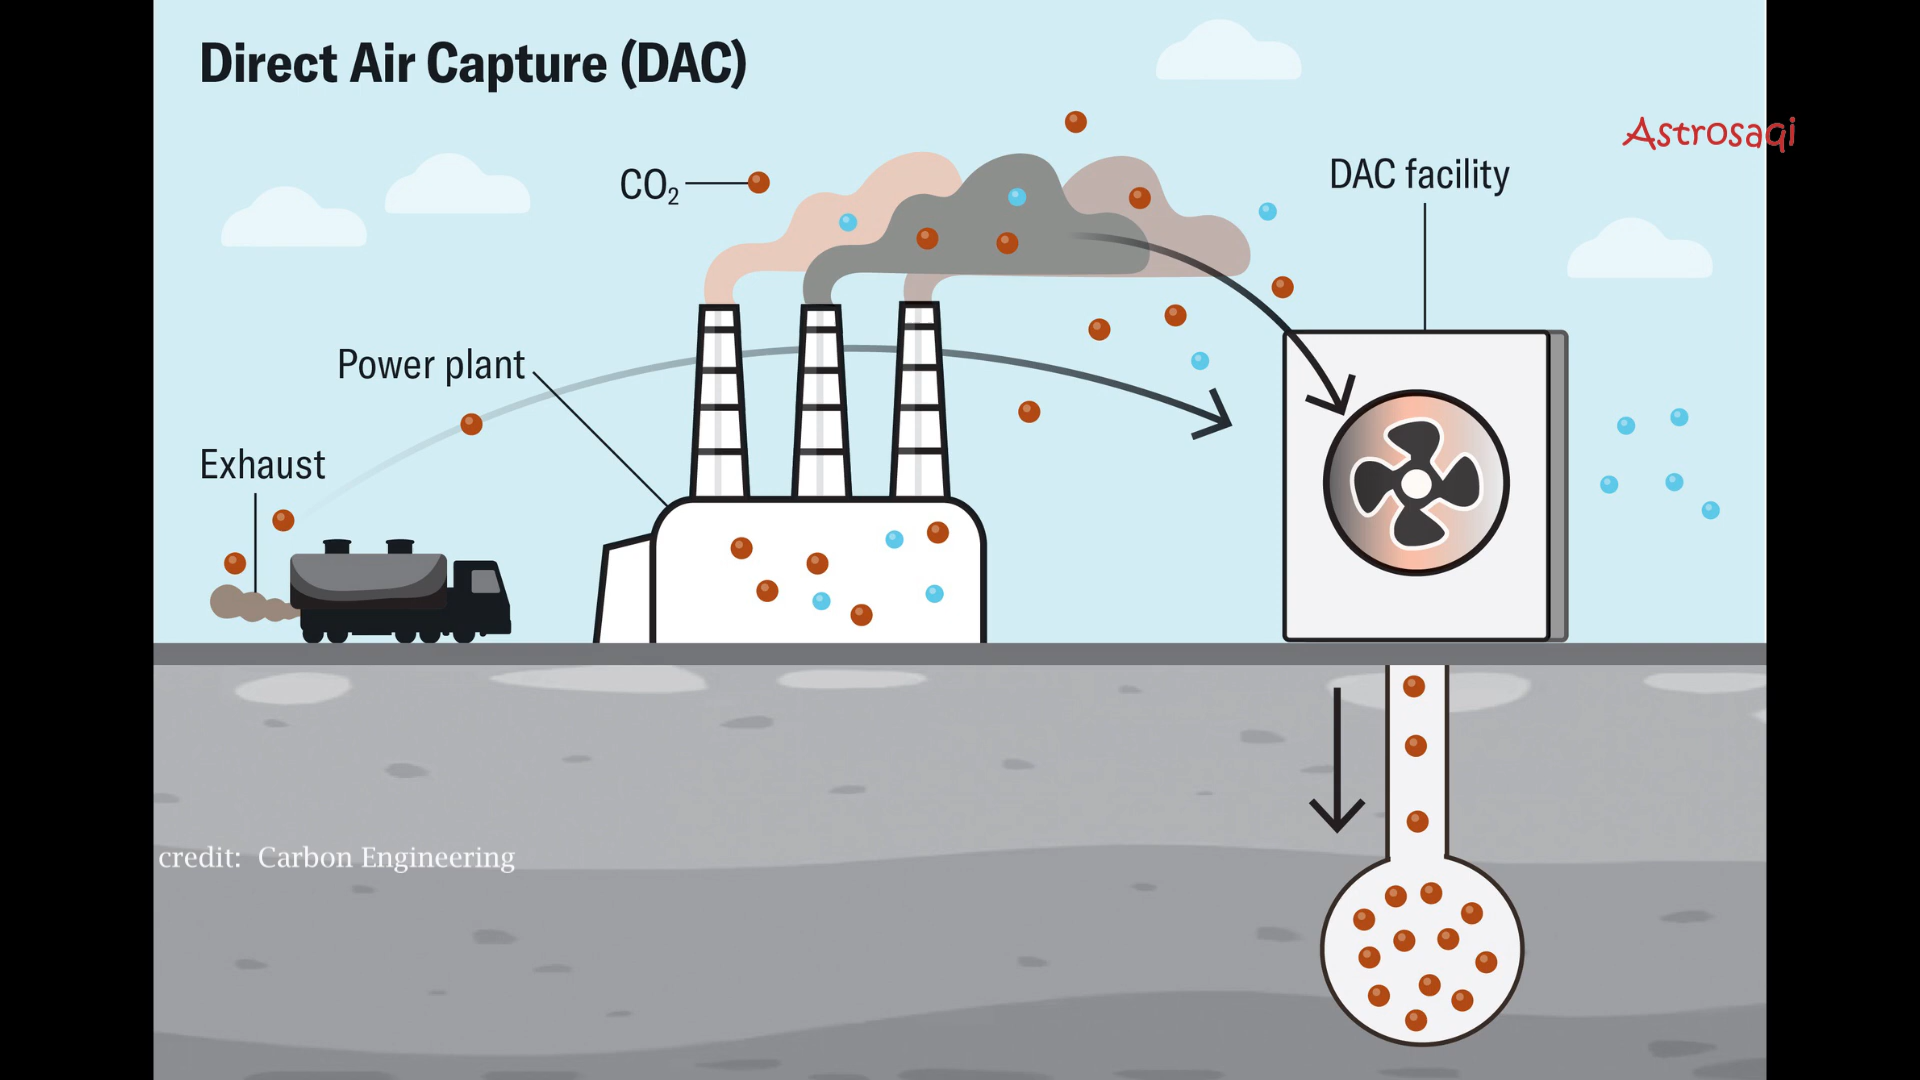 Direct Air Capture (DAC)
Astrosaqi
CO₂
DAC facility
Power plant
Exhaust
credit: Carbon Engineering